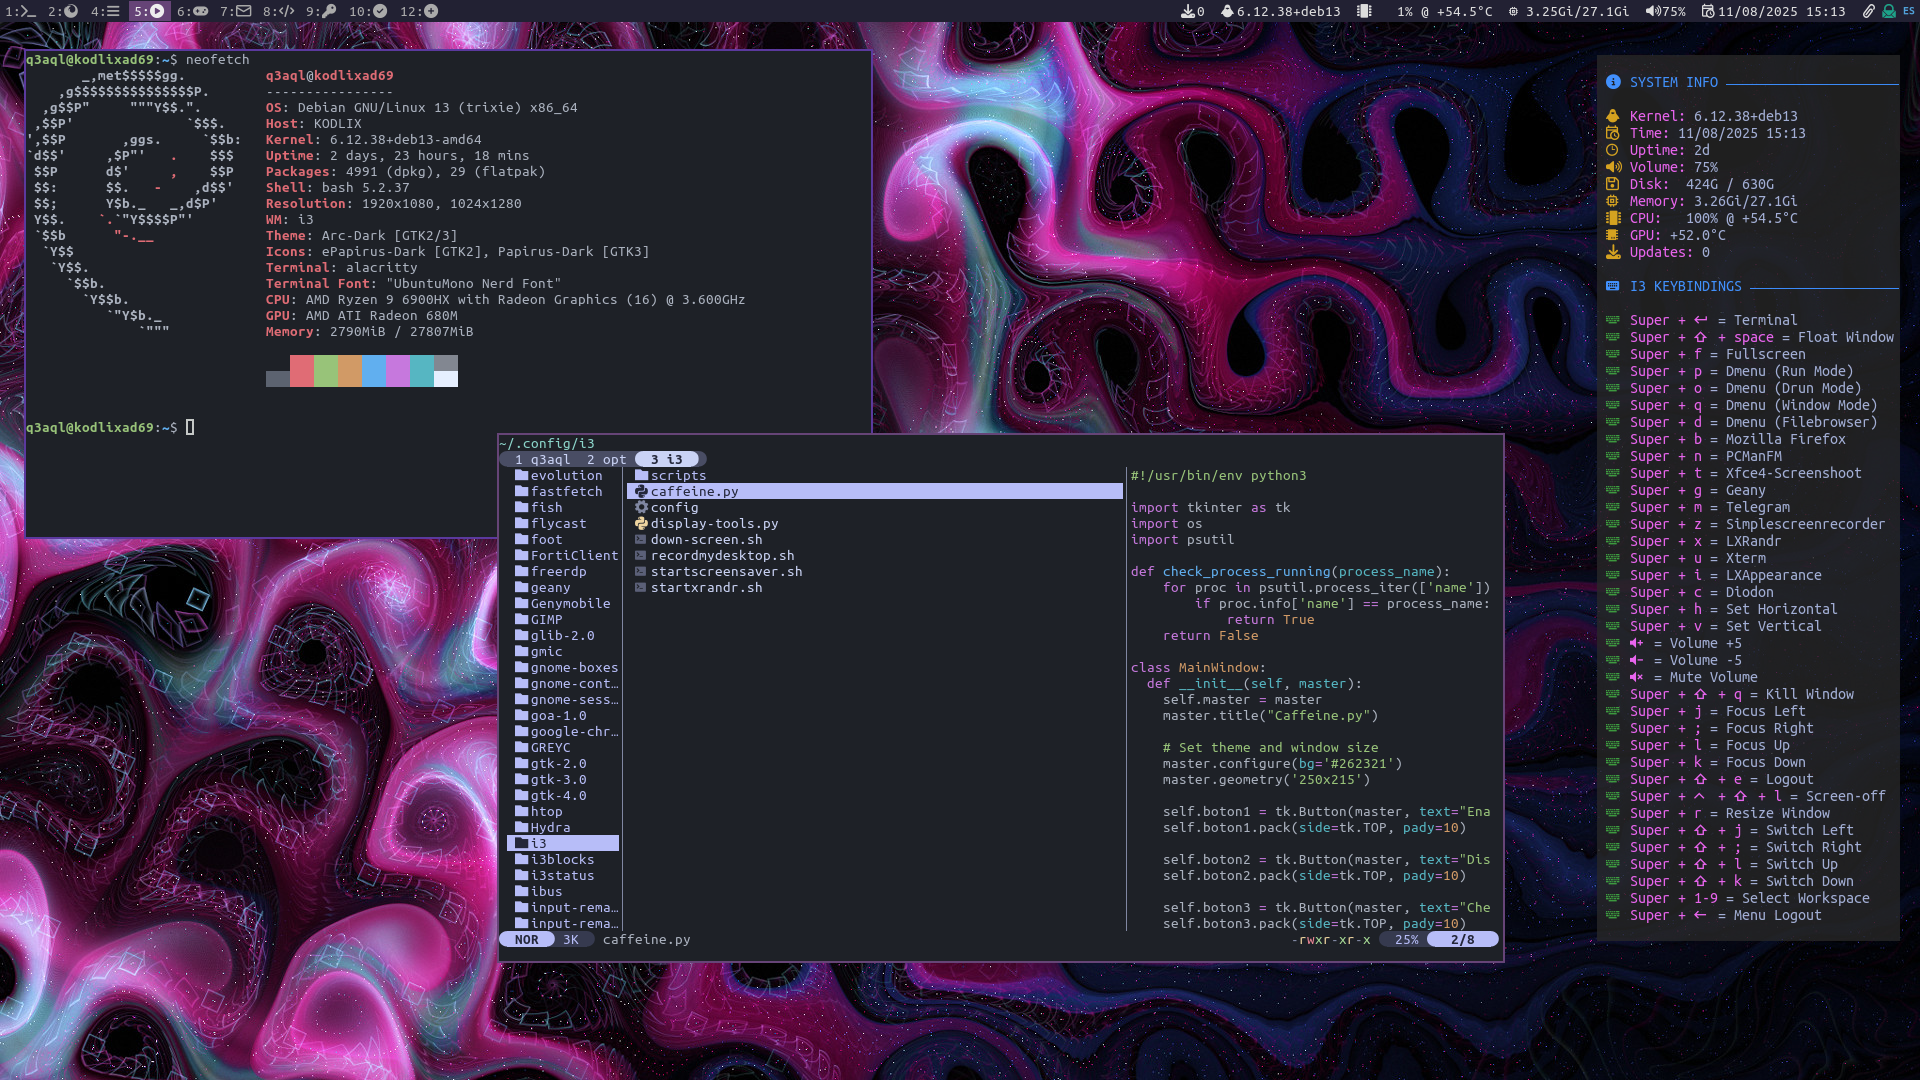 1: 2: 4: 5: 6: 7: 8: 9: 10: 12:
0 6.12.38+deb13 1% @ +54.5°C 3.25Gi/27.1Gi 75% 11/08/2025 15:13 ES
q3aql@kodlixad69:~$ neofetch
_,met$$$$$gg.
,g$$$$$$$$$$$$$$$P.
,g$$P"     """Y$$.".
,$$P'              `$$$.
',$$P       ,ggs.     `$$b:
`d$$'     ,$P"'   .    $$$
$$P      d$'     ,    $$P
$$:      $$.   -    ,d$$'
$$;      Y$b._   _,d$P'
Y$$.    `.`"Y$$$$P"'
`$$b      "-.__
`Y$$
`Y$$.
`$$b.
`Y$$b.
`"Y$b._
`"""
q3aql@kodlixad69
----------------
OS: Debian GNU/Linux 13 (trixie) x86_64
Host: KODLIX
Kernel: 6.12.38+deb13-amd64
Uptime: 2 days, 23 hours, 18 mins
Packages: 4991 (dpkg), 29 (flatpak)
Shell: bash 5.2.37
Resolution: 1920x1080, 1024x1280
WM: i3
Theme: Arc-Dark [GTK2/3]
Icons: ePapirus-Dark [GTK2], Papirus-Dark [GTK3]
Terminal: alacritty
Terminal Font: "UbuntuMono Nerd Font"
CPU: AMD Ryzen 9 6900HX with Radeon Graphics (16) @ 3.600GHz
GPU: AMD ATI Radeon 680M
Memory: 2790MiB / 27807MiB
q3aql@kodlixad69:~$
~/.config/i3
1 q3aql 2 opt 3 i3
evolution
fastfetch
fish
flycast
foot
FortiClient
freerdp
geany
Genymobile
GIMP
glib-2.0
gmic
gnome-boxes
gnome-cont…
gnome-sess…
goa-1.0
google-chr…
GREYC
gtk-2.0
gtk-3.0
gtk-4.0
htop
Hydra
i3
i3blocks
i3status
ibus
input-rema…
input-rema…
scripts
caffeine.py
config
display-tools.py
down-screen.sh
recordmydesktop.sh
startscreensaver.sh
startxrandr.sh
#!/usr/bin/env python3
import tkinter as tk
import os
import psutil
def check_process_running(process_name):
for proc in psutil.process_iter(['name'])
if proc.info['name'] == process_name:
return True
return False
class MainWindow:
def __init__(self, master):
self.master = master
master.title("Caffeine.py")
# Set theme and window size
master.configure(bg='#262321')
master.geometry('250x215')
self.boton1 = tk.Button(master, text="Ena
self.boton1.pack(side=tk.TOP, pady=10)
self.boton2 = tk.Button(master, text="Dis
self.boton2.pack(side=tk.TOP, pady=10)
self.boton3 = tk.Button(master, text="Che
self.boton3.pack(side=tk.TOP, pady=10)
NOR 3K caffeine.py -rwxr-xr-x 25% 2/8
SYSTEM INFO
Kernel: 6.12.38+deb13
Time: 11/08/2025 15:13
Uptime: 2d
Volume: 75%
Disk: 424G / 630G
Memory: 3.26Gi/27.1Gi
CPU: 100% @ +54.5°C
GPU: +52.0°C
Updates: 0
I3 KEYBINDINGS
Super + ↵ = Terminal
Super + ⇧ + space = Float Window
Super + f = Fullscreen
Super + p = Dmenu (Run Mode)
Super + o = Dmenu (Drun Mode)
Super + q = Dmenu (Window Mode)
Super + d = Dmenu (Filebrowser)
Super + b = Mozilla Firefox
Super + n = PCManFM
Super + t = Xfce4-Screenshoot
Super + g = Geany
Super + m = Telegram
Super + z = Simplescreenrecorder
Super + x = LXRandr
Super + u = Xterm
Super + i = LXAppearance
Super + c = Diodon
Super + h = Set Horizontal
Super + v = Set Vertical
= Volume +5
= Volume -5
= Mute Volume
Super + ⇧ + q = Kill Window
Super + j = Focus Left
Super + ; = Focus Right
Super + l = Focus Up
Super + k = Focus Down
Super + ⇧ + e = Logout
Super + ^ + ⇧ + l = Screen-off
Super + r = Resize Window
Super + ⇧ + j = Switch Left
Super + ⇧ + ; = Switch Right
Super + ⇧ + l = Switch Up
Super + ⇧ + k = Switch Down
Super + 1-9 = Select Workspace
Super + ← = Menu Logout